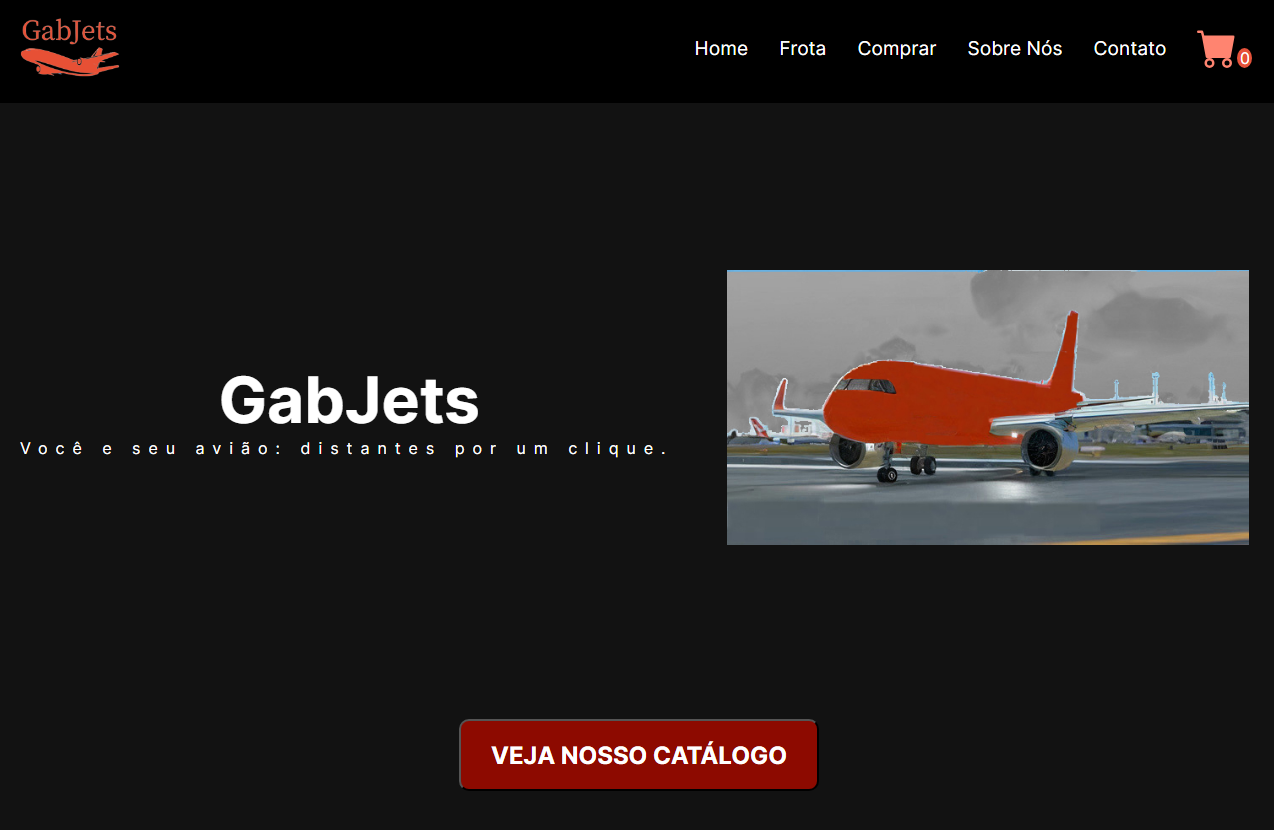 GabJets
Home Frota Comprar Sobre Nós Contato 0
GabJets
Você e seu avião: distantes por um clique.
VEJA NOSSO CATÁLOGO